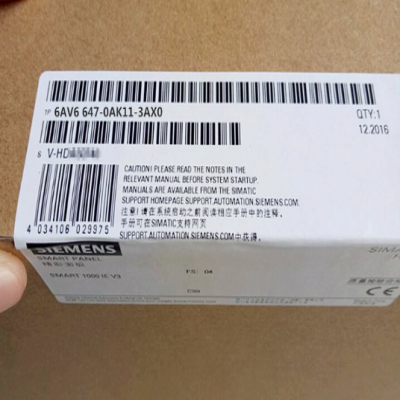 1P 6AV6 647-0AK11-3AX0
QTY:1
12.2016
S V-HD
CAUTION! PLEASE READ THE NOTES IN THE
RELEVANT MANUAL BEFORE SYSTEM STARTUP.
MANUALS ARE AVAILABLE FROM THE SIMATIC
SUPPORT HOMEPAGE SUPPORT.AUTOMATION.SIEMENS.COM
注意!请在系统启动之前阅读相应手册中的注释。
手册可在SIMATIC支持网页
SUPPORT.AUTOMATION.SIEMENS.COM中获得。
4 034106 029975
SIEMENS
SMART PANEL
SMART 1000 IE V3
FS: 04
CE